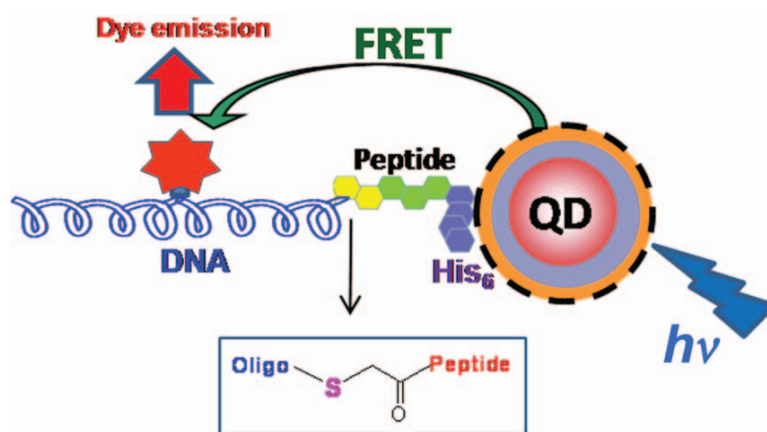 Dye emission
FRET
Peptide
QD
DNA
His₆
hν
Oligo
S
Peptide
O